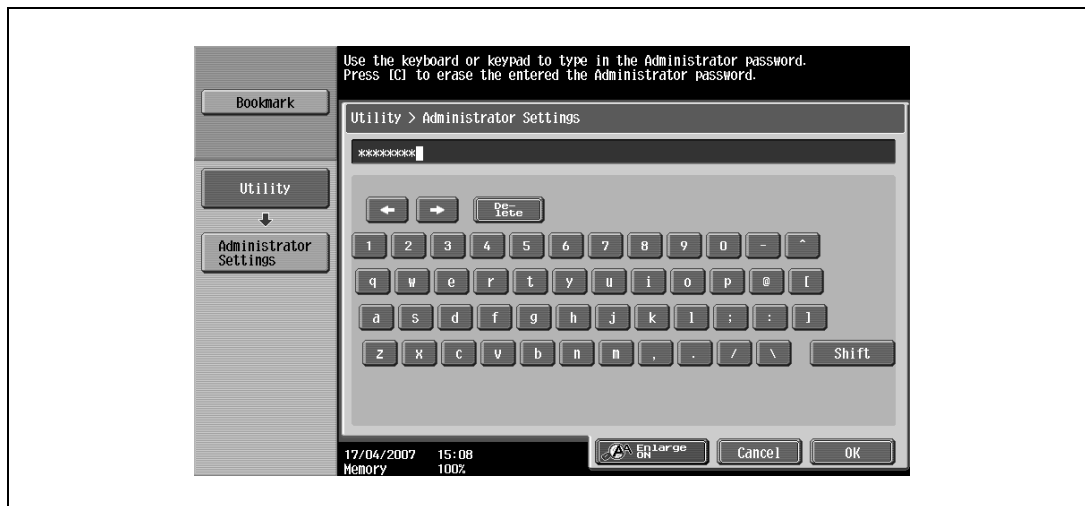 Use the keyboard or keypad to type in the Administrator password.
Press [C] to erase the entered the Administrator password.
Bookmark
Utility > Administrator Settings
********
Utility
Administrator
Settings
De-
lete
1 2 3 4 5 6 7 8 9 0 - ^
q w e r t y u i o p @ [
a s d f g h j k l ; : ]
z x c v b n m , . / \ Shift
Enlarge
ON
Cancel
OK
17/04/2007 15:08
Memory 100%